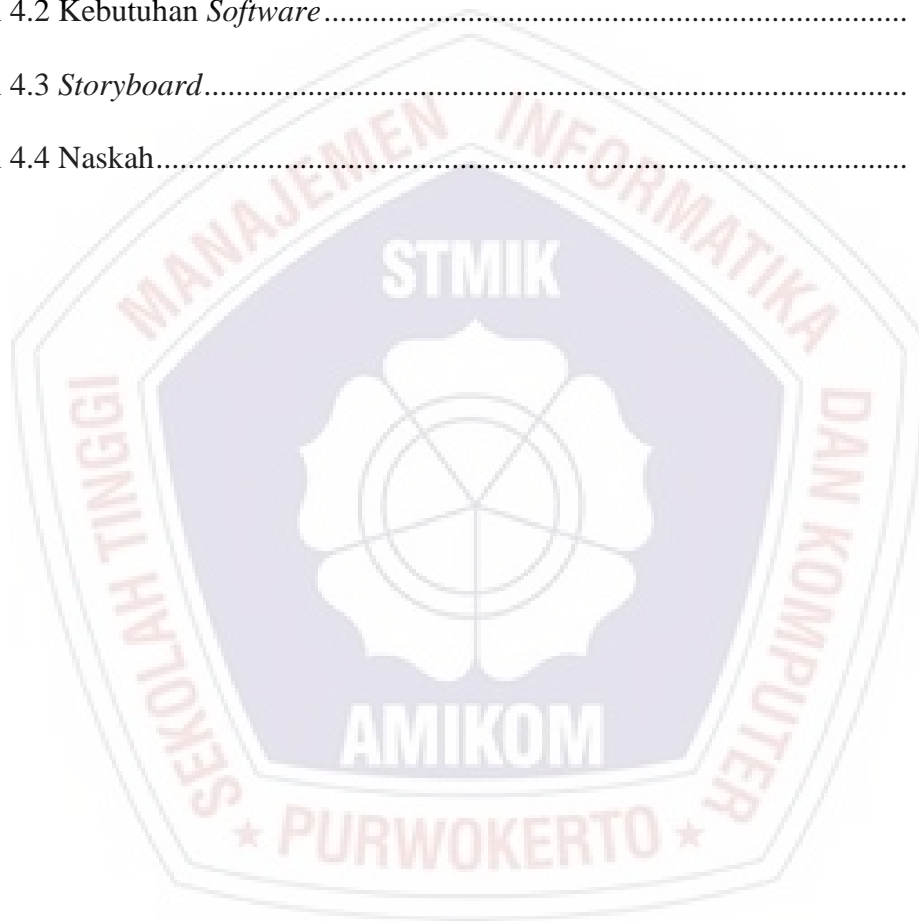 4.2 Kebutuhan Software........................................................................
4.3 Storyboard.......................................................................................
4.4 Naskah.............................................................................................
SEKOLAH TINGGI MANAJEMEN INFORMATIKA DAN KOMPUTER
STMIK
AMIKOM
★ PURWOKERTO ★